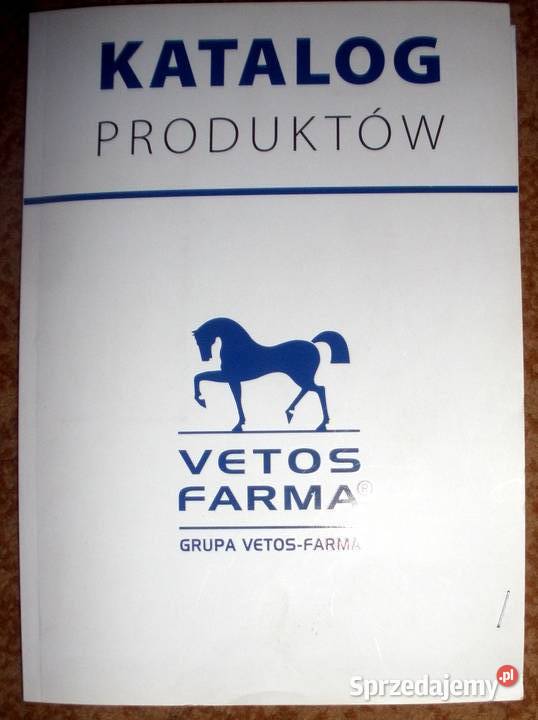 KATALOG
PRODUKTÓW
VETOS
FARMA®
GRUPA VETOS-FARMA
Sprzedajemy.pl